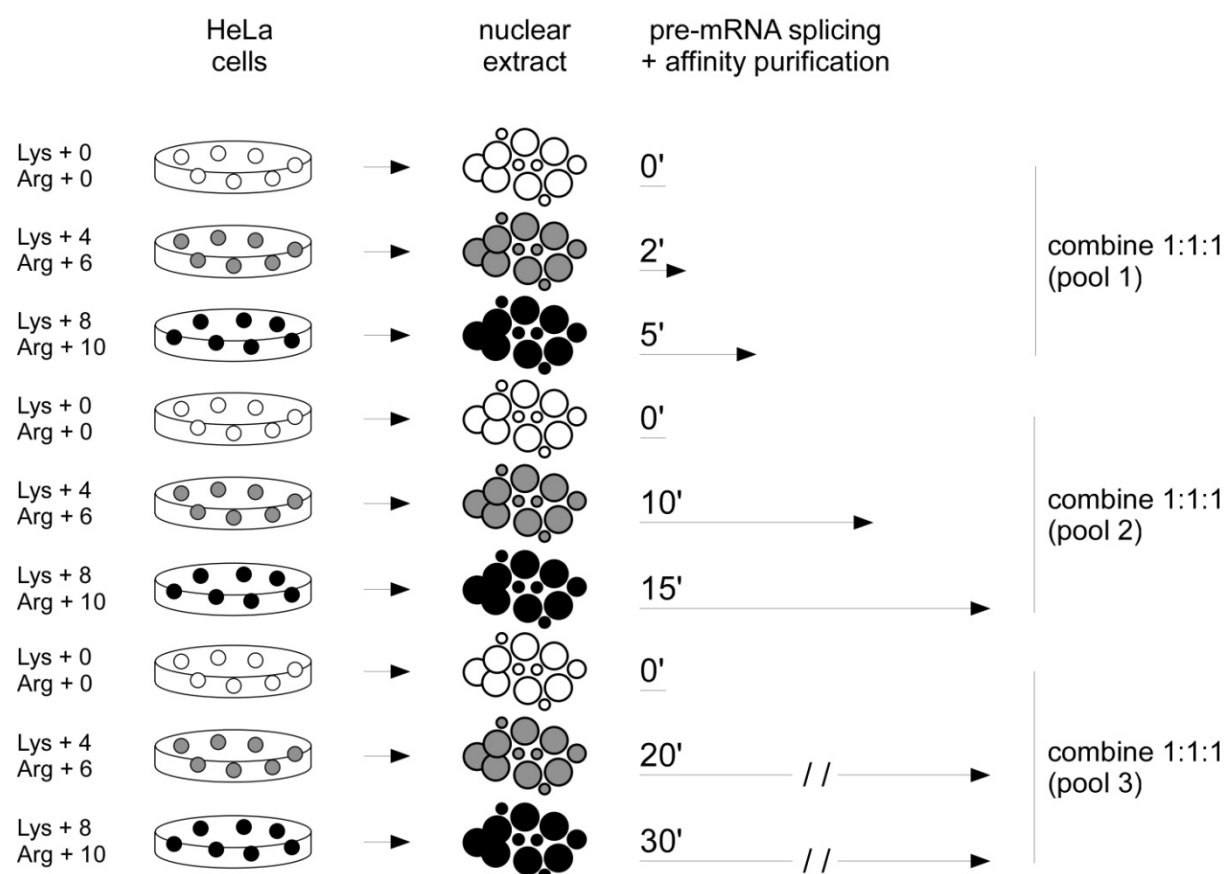 HeLa
cells
nuclear
extract
pre-mRNA splicing
+ affinity purification
Lys + 0
Arg + 0
0'
Lys + 4
Arg + 6
2'
combine 1:1:1
(pool 1)
Lys + 8
Arg + 10
5'
Lys + 0
Arg + 0
0'
Lys + 4
Arg + 6
10'
combine 1:1:1
(pool 2)
Lys + 8
Arg + 10
15'
Lys + 0
Arg + 0
0'
Lys + 4
Arg + 6
20'
/ /
combine 1:1:1
(pool 3)
Lys + 8
Arg + 10
30'
/ /